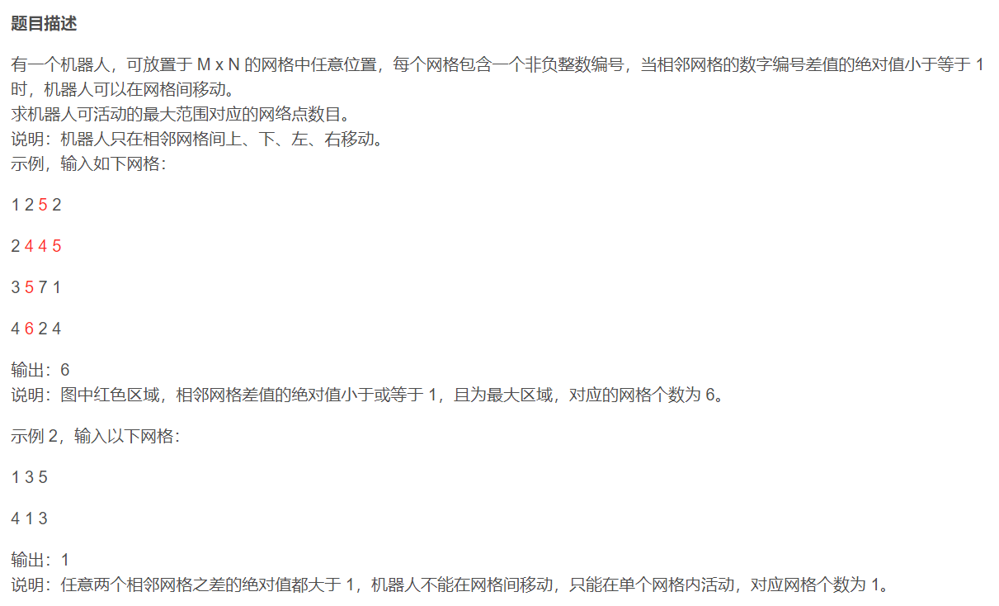 题目描述
有一个机器人，可放置于 M x N 的网格中任意位置，每个网格包含一个非负整数编号，当相邻网格的数字编号差值的绝对值小于等于 1
时，机器人可以在网格间移动。
求机器人可活动的最大范围对应的网络点数目。
说明：机器人只在相邻网格间上、下、左、右移动。
示例，输入如下网格：
1 2 5 2
2 4 4 5
3 5 7 1
4 6 2 4
输出：6
说明：图中红色区域，相邻网格差值的绝对值小于或等于 1，且为最大区域，对应的网格个数为 6。
示例 2，输入以下网格：
1 3 5
4 1 3
输出：1
说明：任意两个相邻网格之差的绝对值都大于 1，机器人不能在网格间移动，只能在单个网格内活动，对应网格个数为 1。